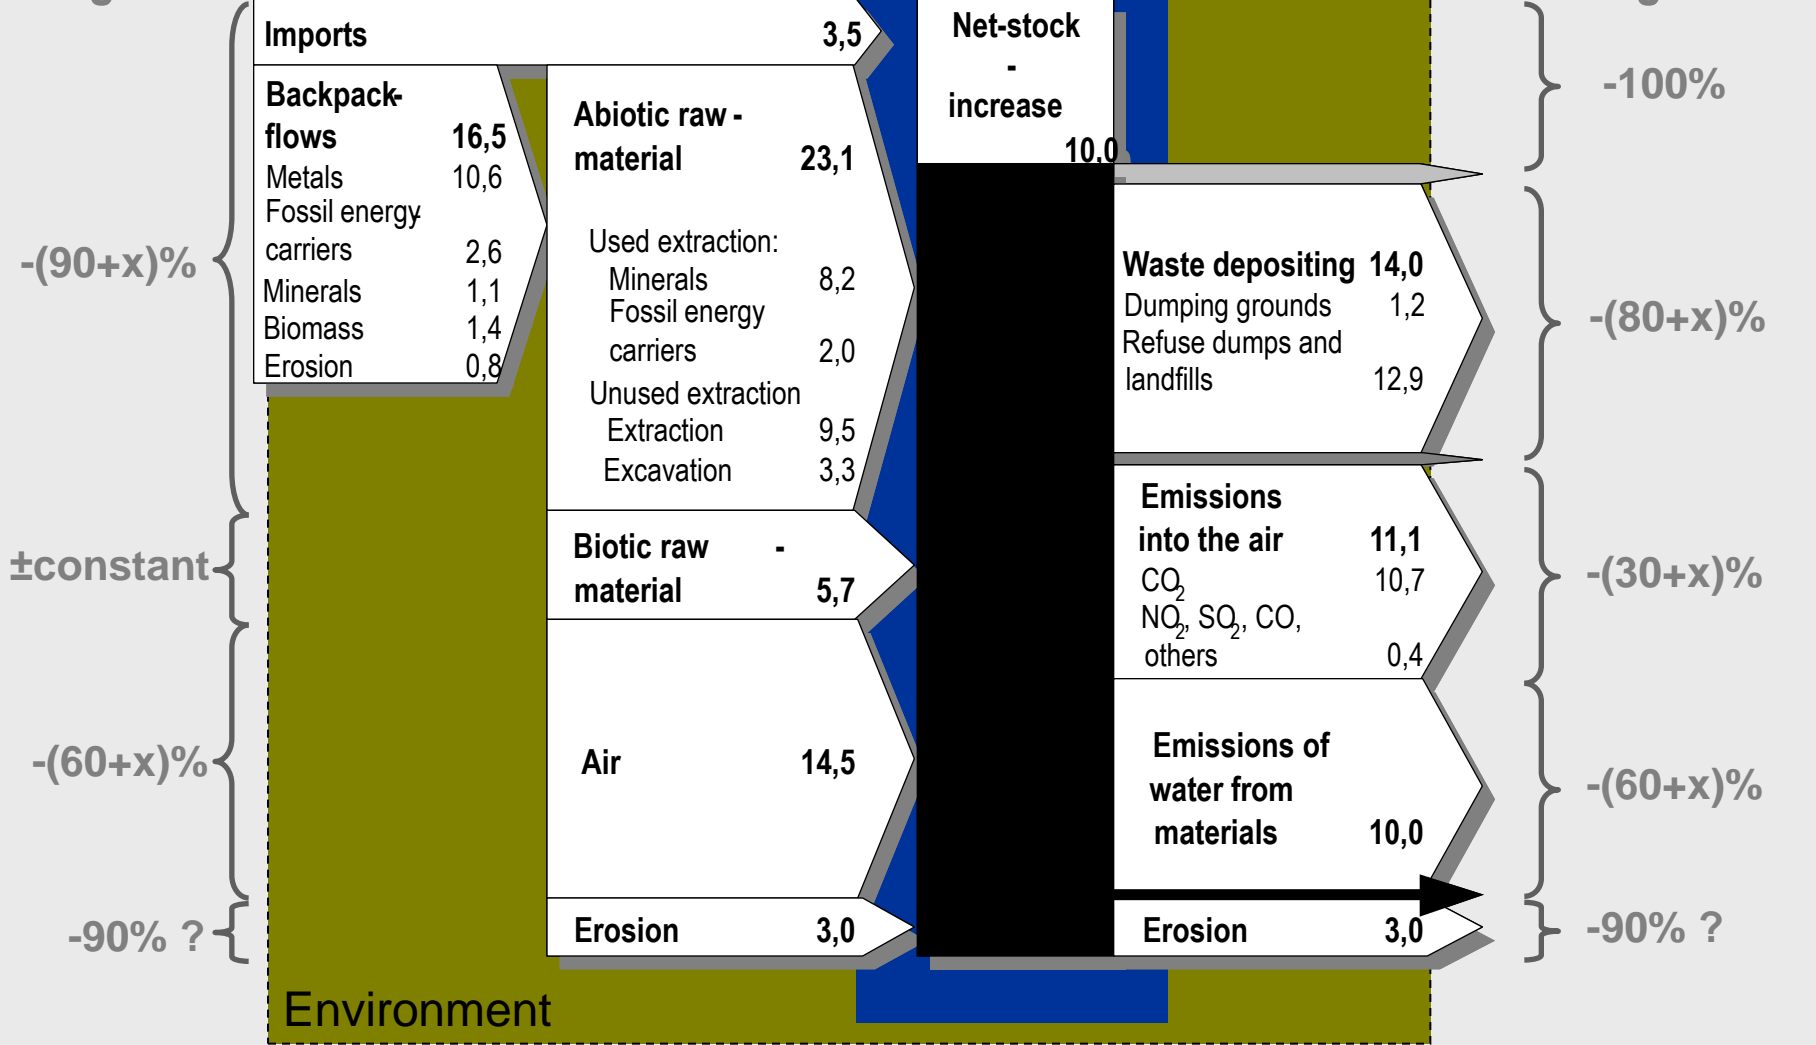 Imports 3,5
Backpack-
flows 16,5
Metals 10,6
Fossil energy-
carriers 2,6
Minerals 1,1
Biomass 1,4
Erosion 0,8
Abiotic raw -
material 23,1
Used extraction:
Minerals 8,2
Fossil energy
carriers 2,0
Unused extraction
Extraction 9,5
Excavation 3,3
Biotic raw -
material 5,7
Air 14,5
Erosion 3,0
Net-stock
-
increase
10,0
Waste depositing 14,0
Dumping grounds 1,2
Refuse dumps and
landfills 12,9
Emissions
into the air 11,1
CO2 10,7
NO2, SO2, CO,
others 0,4
Emissions of
water from
materials 10,0
Erosion 3,0
-(90+x)%
±constant
-(60+x)%
-90% ?
-100%
-(80+x)%
-(30+x)%
-(60+x)%
-90% ?
Environment